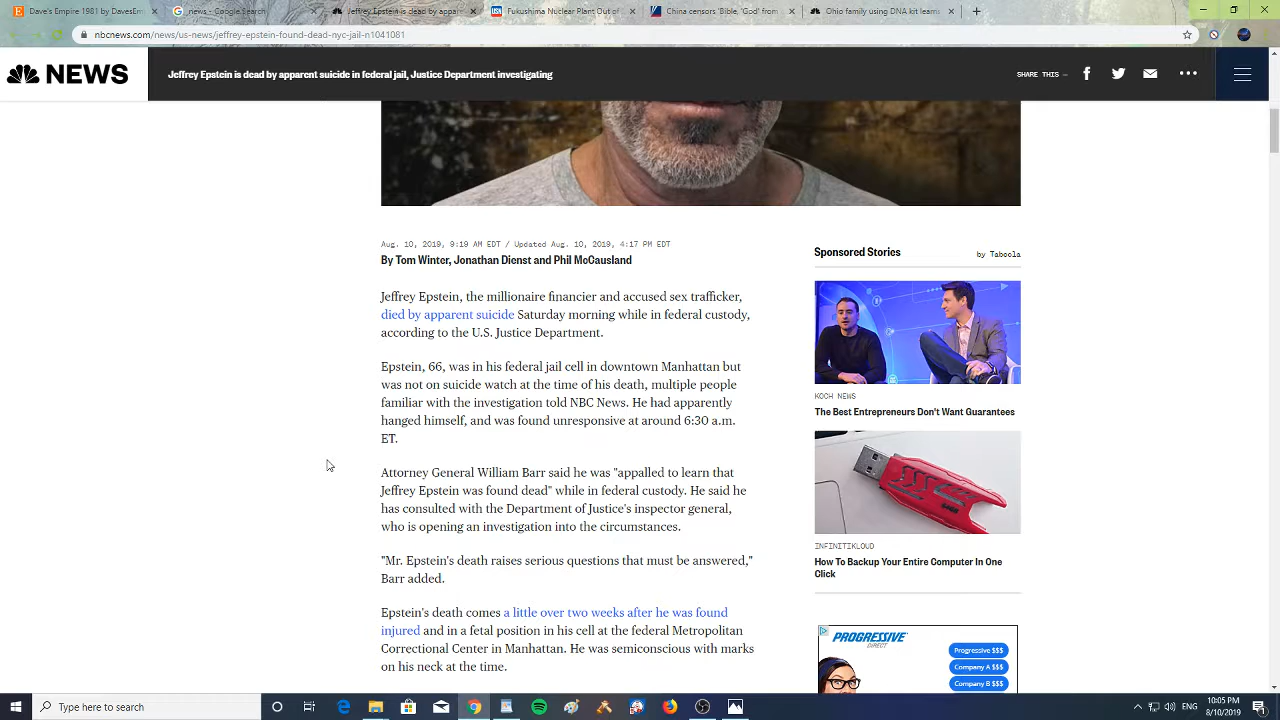 Dave's Empire 1981 by DavesEm
news - Google Search
Jeffrey Epstein is dead by appar
Fukushima Nuclear Plant Out of
China censors 'Bible,' 'God' from
Ohio family using DNA kit learns
nbcnews.com/news/us-news/jeffrey-epstein-found-dead-nyc-jail-n1041081
NEWS
Jeffrey Epstein is dead by apparent suicide in federal jail, Justice Department investigating
SHARE THIS —
Aug. 10, 2019, 9:19 AM EDT / Updated Aug. 10, 2019, 4:17 PM EDT
By Tom Winter, Jonathan Dienst and Phil McCausland
Jeffrey Epstein, the millionaire financier and accused sex trafficker,
died by apparent suicide Saturday morning while in federal custody,
according to the U.S. Justice Department.
Epstein, 66, was in his federal jail cell in downtown Manhattan but
was not on suicide watch at the time of his death, multiple people
familiar with the investigation told NBC News. He had apparently
hanged himself, and was found unresponsive at around 6:30 a.m.
ET.
Attorney General William Barr said he was "appalled to learn that
Jeffrey Epstein was found dead" while in federal custody. He said he
has consulted with the Department of Justice's inspector general,
who is opening an investigation into the circumstances.
"Mr. Epstein's death raises serious questions that must be answered,"
Barr added.
Epstein's death comes a little over two weeks after he was found
injured and in a fetal position in his cell at the federal Metropolitan
Correctional Center in Manhattan. He was semiconscious with marks
on his neck at the time.
Sponsored Stories
by Taboola
KOCH NEWS
The Best Entrepreneurs Don't Want Guarantees
INFINITIKLOUD
How To Backup Your Entire Computer In One
Click
PROGRESSIVE
DIRECT
Progressive $$$
Company A $$$
Company B $$$
Type here to search
ENG
10:05 PM
8/10/2019